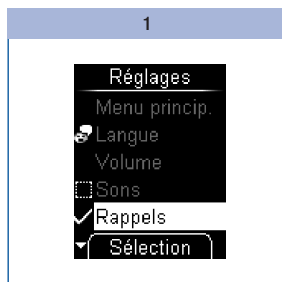 1
Réglages
Menu princip.
Langue
Volume
Sons
Rappels
Sélection